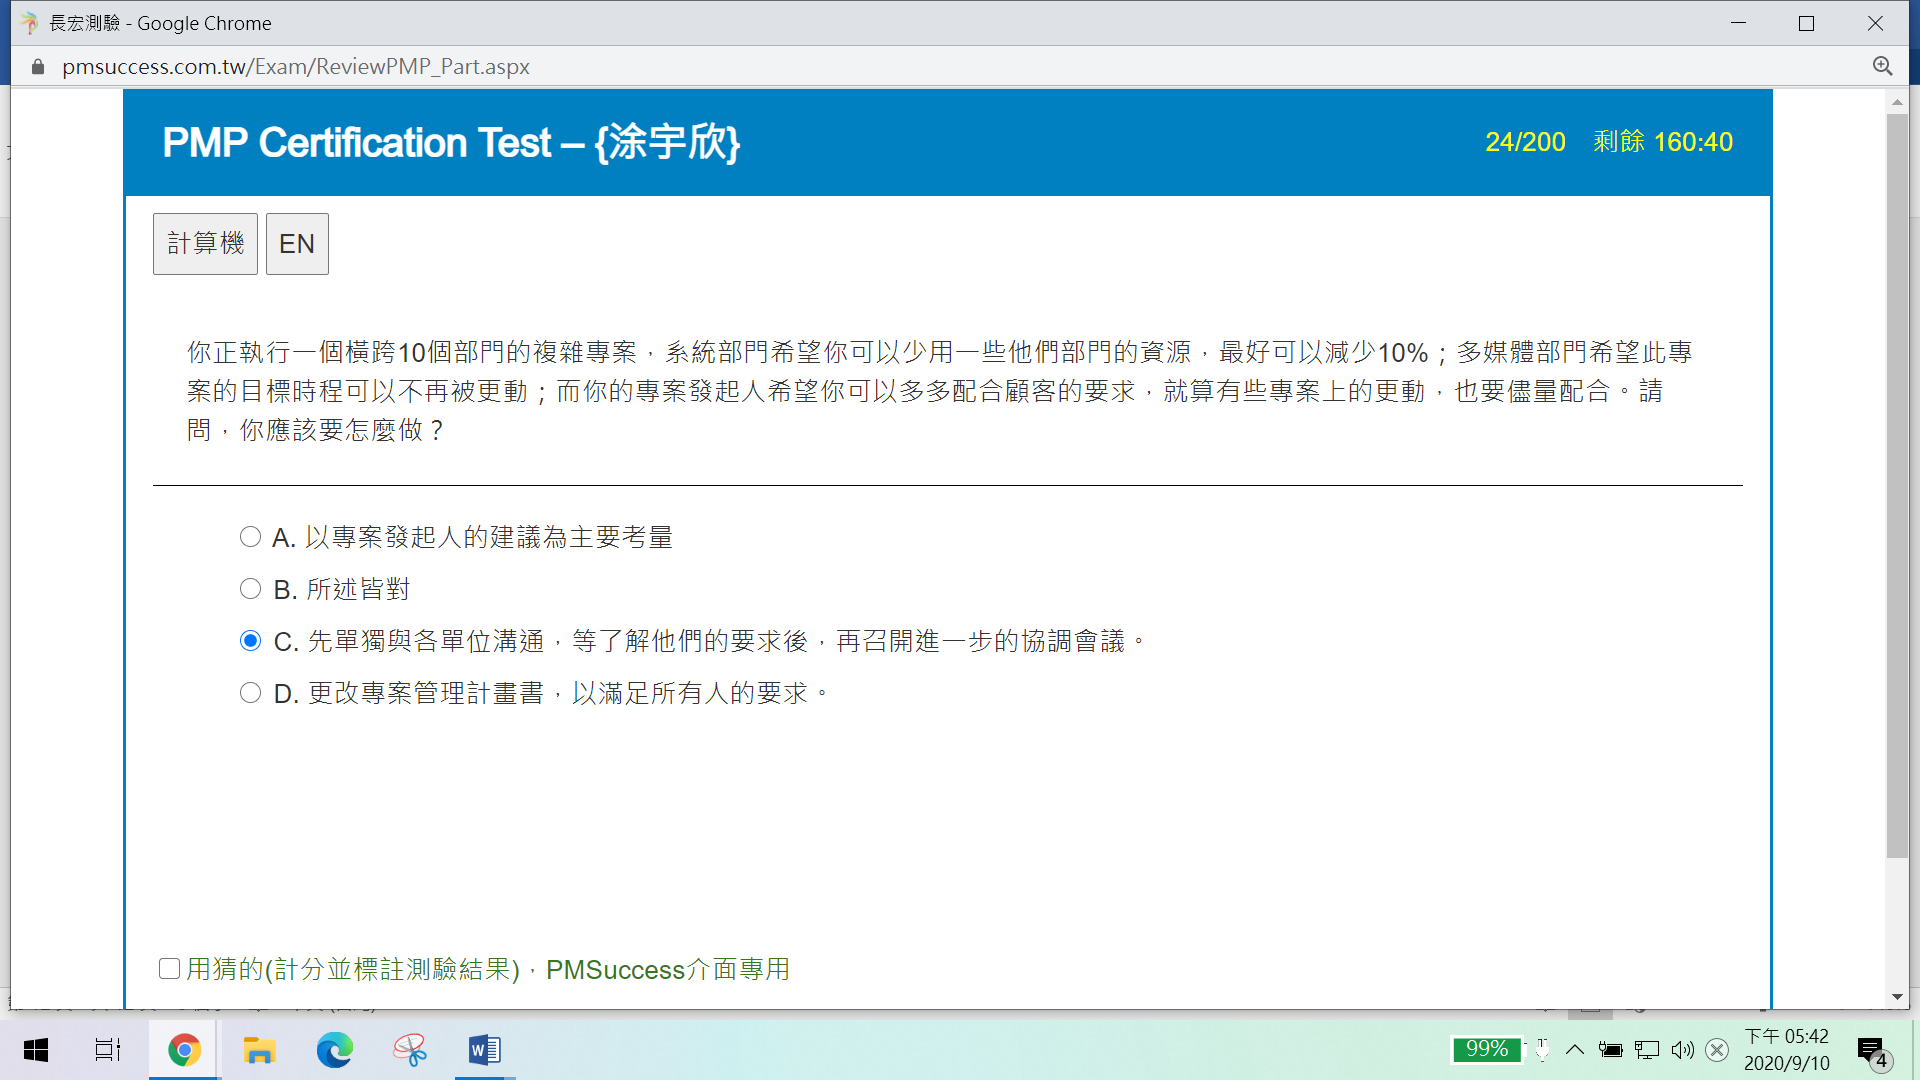 長宏測驗 - Google Chrome
pmsuccess.com.tw/Exam/ReviewPMP_Part.aspx
PMP Certification Test – {涂宇欣}
24/200 剩餘 160:40
計算機 EN
你正執行一個橫跨10個部門的複雜專案，系統部門希望你可以少用一些他們部門的資源，最好可以減少10%；多媒體部門希望此專
案的目標時程可以不再被更動；而你的專案發起人希望你可以多多配合顧客的要求，就算有些專案上的更動，也要儘量配合。請
問，你應該要怎麼做？
A. 以專案發起人的建議為主要考量
B. 所述皆對
C. 先單獨與各單位溝通，等了解他們的要求後，再召開進一步的協調會議。
D. 更改專案管理計畫書，以滿足所有人的要求。
用猜的(計分並標註測驗結果)，PMSuccess介面專用
99%
下午 05:42
2020/9/10
4